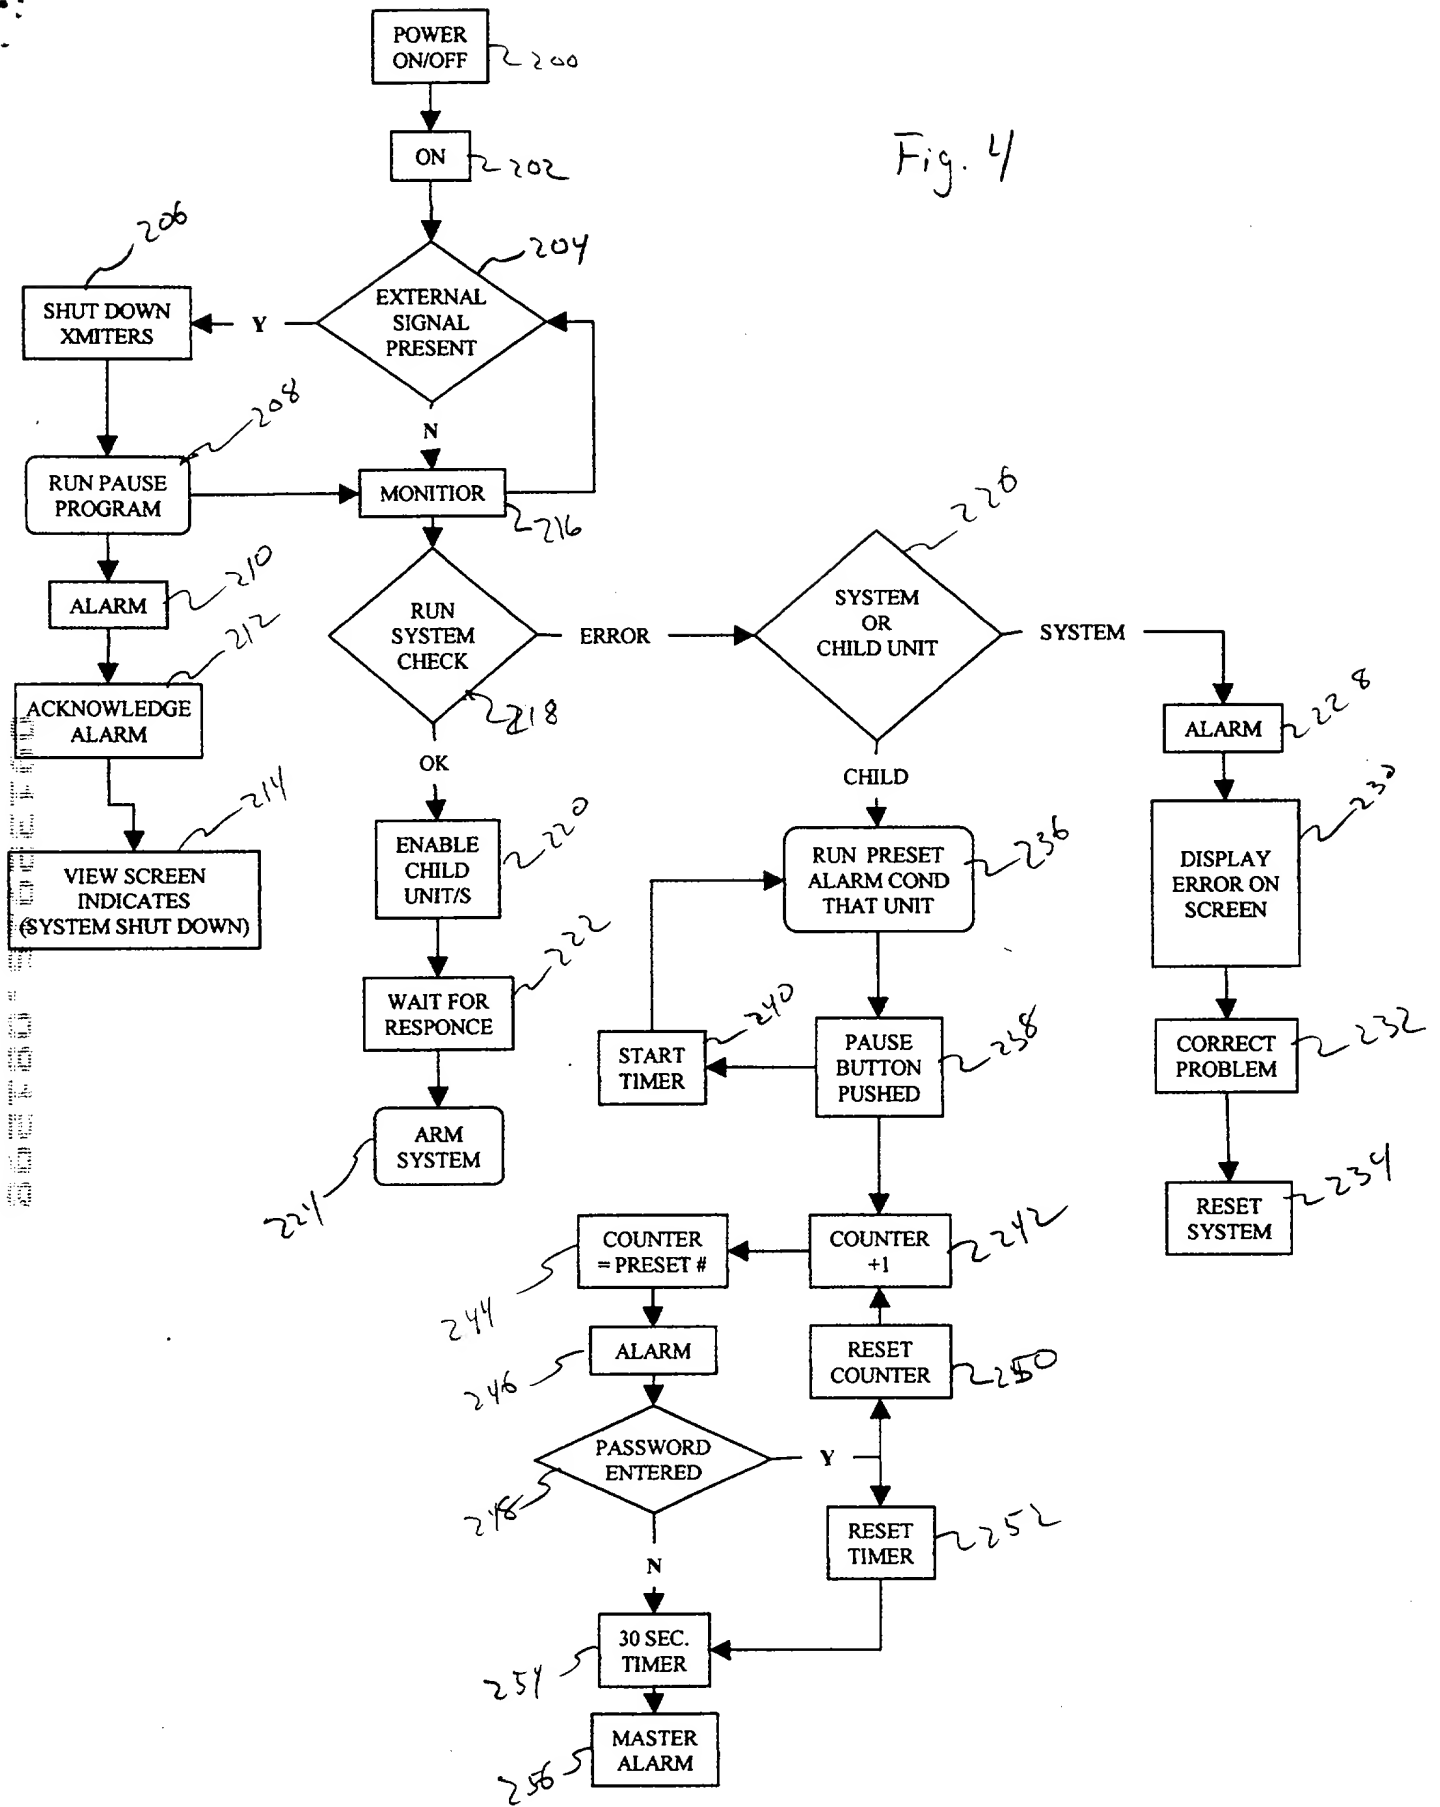 POWER
ON/OFF
200
ON
202
Fig. 4
206
204
SHUT DOWN
XMITERS
Y
EXTERNAL
SIGNAL
PRESENT
208
N
RUN PAUSE
PROGRAM
MONITIOR
216
226
210
ALARM
212
RUN
SYSTEM
CHECK
ERROR
SYSTEM
OR
CHILD UNIT
SYSTEM
218
ACKNOWLEDGE
ALARM
228
ALARM
OK
CHILD
214
220
230
VIEW SCREEN
INDICATES
(SYSTEM SHUT DOWN)
ENABLE
CHILD
UNIT/S
RUN PRESET
ALARM COND
THAT UNIT
236
DISPLAY
ERROR ON
SCREEN
222
WAIT FOR
RESPONCE
240
START
TIMER
PAUSE
BUTTON
PUSHED
238
CORRECT
PROBLEM
232
ARM
SYSTEM
224
234
RESET
SYSTEM
COUNTER
= PRESET #
COUNTER
+1
242
244
ALARM
246
RESET
COUNTER
250
PASSWORD
ENTERED
Y
248
RESET
TIMER
252
N
30 SEC.
TIMER
254
MASTER
ALARM
256